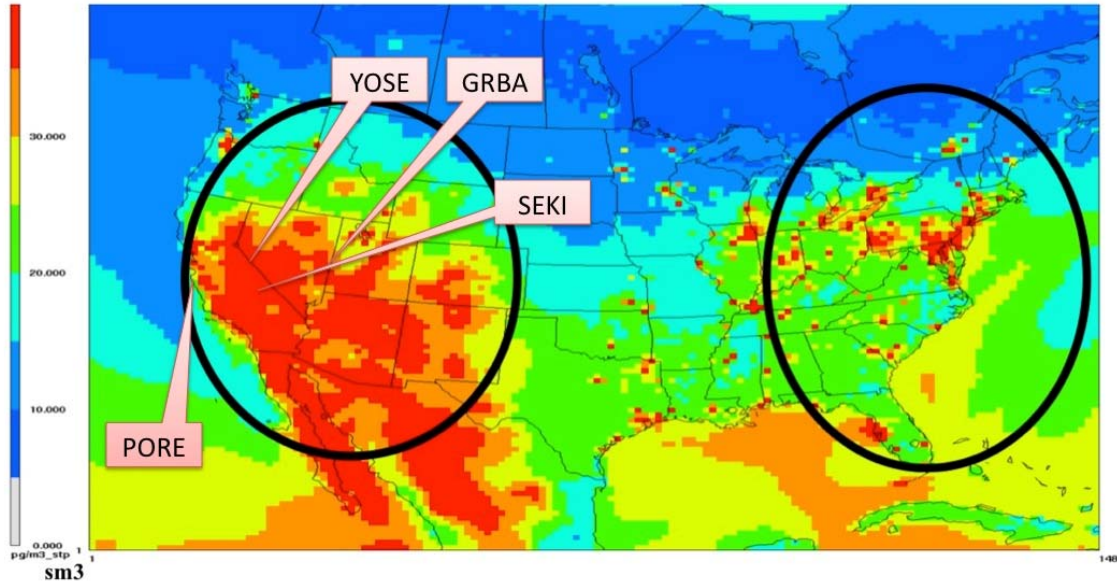 YOSE
GRBA
SEKI
PORE
30.000
20.000
10.000
0.000
pg/m3_stp
sm3
1
1
148